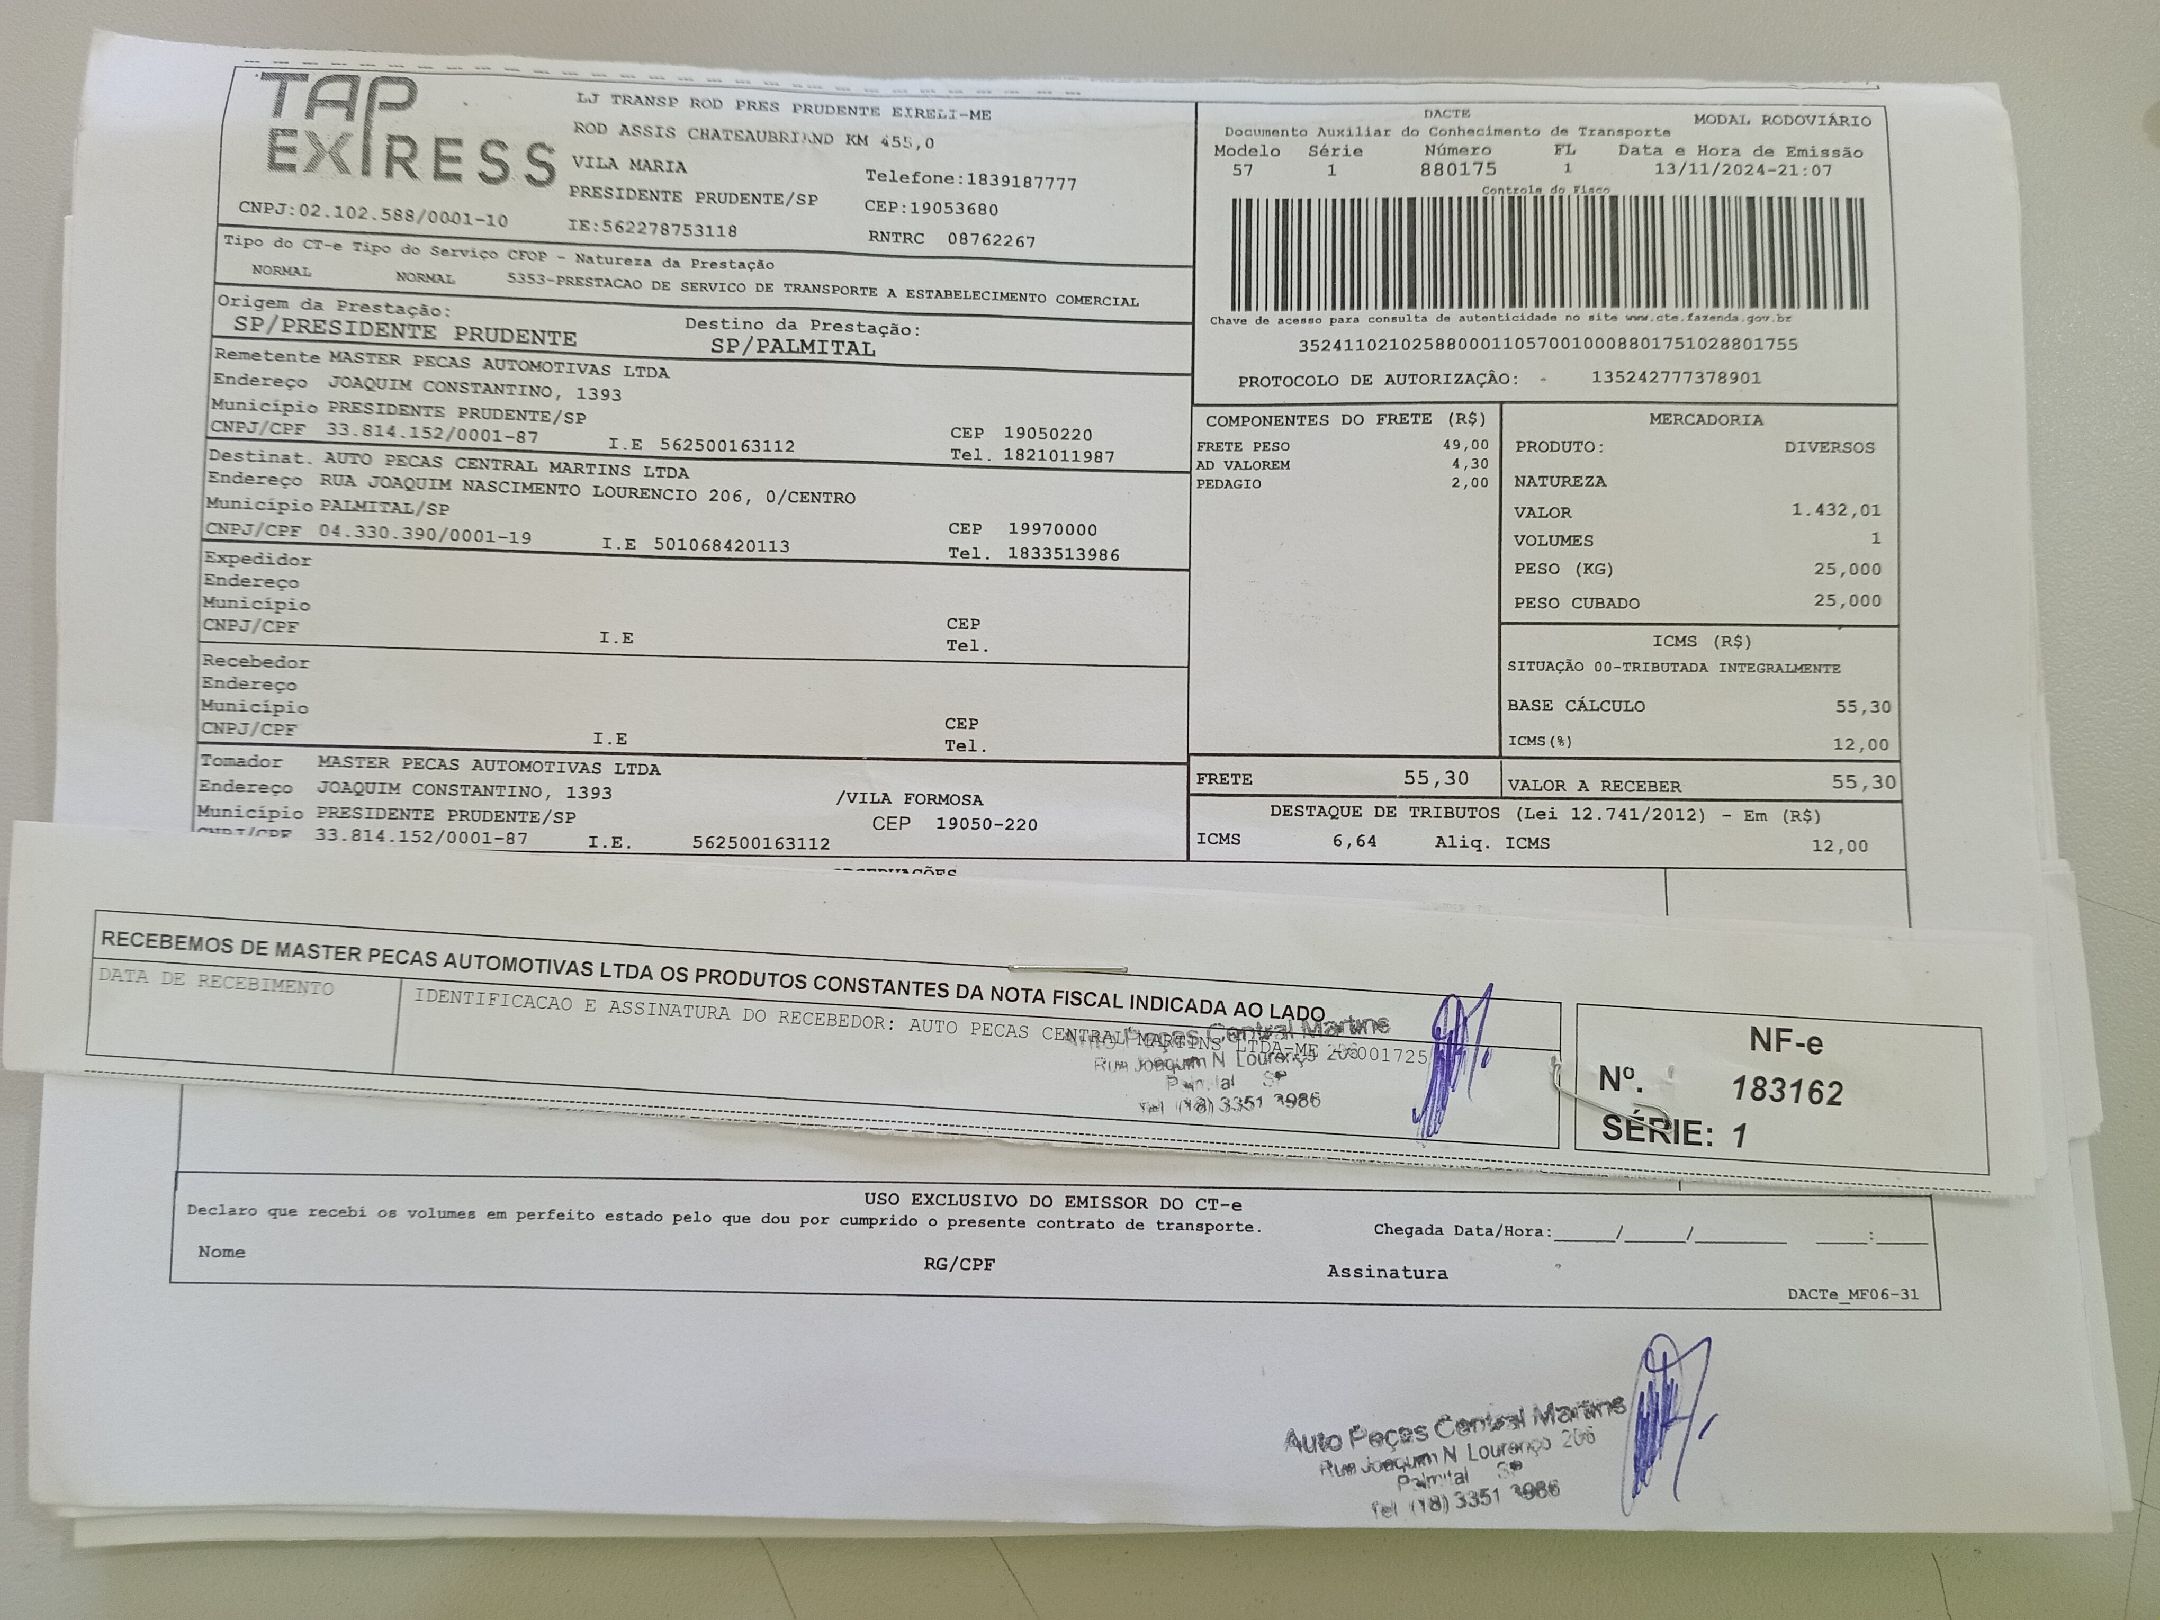 TAP EXPRESS
LJ TRANSP ROD PRES PRUDENTE EIRELI-ME
ROD ASSIS CHATEAUBRIAND KM 455,0
VILA MARIA
Telefone:1839187777
PRESIDENTE PRUDENTE/SP
CEP:19053680
CNPJ:02.102.588/0001-10
IE:562278753118
RNTRC 08762267
Tipo do CT-e Tipo do Serviço CFOP - Natureza da Prestação
NORMAL NORMAL 5353-PRESTACAO DE SERVICO DE TRANSPORTE A ESTABELECIMENTO COMERCIAL
Origem da Prestação:
SP/PRESIDENTE PRUDENTE
Destino da Prestação:
SP/PALMITAL
Remetente MASTER PECAS AUTOMOTIVAS LTDA
Endereço JOAQUIM CONSTANTINO, 1393
Município PRESIDENTE PRUDENTE/SP
CEP 19050220
CNPJ/CPF 33.814.152/0001-87 I.E 562500163112
Tel. 1821011987
Destinat. AUTO PECAS CENTRAL MARTINS LTDA
Endereço RUA JOAQUIM NASCIMENTO LOURENCIO 206, 0/CENTRO
Município PALMITAL/SP
CEP 19970000
CNPJ/CPF 04.330.390/0001-19 I.E 501068420113
Tel. 1833513986
Expedidor
Endereço
Município
CEP
CNPJ/CPF I.E
Tel.
Recebedor
Endereço
Município
CEP
CNPJ/CPF I.E
Tel.
Tomador MASTER PECAS AUTOMOTIVAS LTDA
Endereço JOAQUIM CONSTANTINO, 1393 /VILA FORMOSA
Município PRESIDENTE PRUDENTE/SP CEP 19050-220
CNPJ/CPF 33.814.152/0001-87 I.E. 562500163112
OBSERVAÇÕES
DACTE MODAL RODOVIÁRIO
Documento Auxiliar do Conhecimento de Transporte
Modelo Série Número FL Data e Hora de Emissão
57 1 880175 1 13/11/2024-21:07
Controle do Fisco
Chave de acesso para consulta de autenticidade no site www.cte.fazenda.gov.br
35241102102588000110570010008801751028801755
PROTOCOLO DE AUTORIZAÇÂO: - 135242777378901
COMPONENTES DO FRETE (R$)
FRETE PESO 49,00
AD VALOREM 4,30
PEDAGIO 2,00
MERCADORIA
PRODUTO: DIVERSOS
NATUREZA
VALOR 1.432,01
VOLUMES 1
PESO (KG) 25,000
PESO CUBADO 25,000
ICMS (R$)
SITUAÇÃO 00-TRIBUTADA INTEGRALMENTE
BASE CÁLCULO 55,30
ICMS(%) 12,00
FRETE 55,30
VALOR A RECEBER 55,30
DESTAQUE DE TRIBUTOS (Lei 12.741/2012) - Em (R$)
ICMS 6,64 Aliq. ICMS 12,00
RECEBEMOS DE MASTER PECAS AUTOMOTIVAS LTDA OS PRODUTOS CONSTANTES DA NOTA FISCAL INDICADA AO LADO
DATA DE RECEBIMENTO
IDENTIFICACAO E ASSINATURA DO RECEBEDOR: AUTO PECAS CENTRAL MARTINS LTDA-ME
Peças Central Martins
Rua Joaquim N Lourenço 206
Palmital SP
Tel (18) 3351 3986
NF-e
Nº. 183162
SÉRIE: 1
USO EXCLUSIVO DO EMISSOR DO CT-e
Declaro que recebi os volumes em perfeito estado pelo que dou por cumprido o presente contrato de transporte.
Chegada Data/Hora:_____/_____/_______ ____:____
Nome
RG/CPF
Assinatura
DACTe_MF06-31
Auto Peças Central Martins
Rua Joaquim N Lourenço 206
Palmital SP
Tel (18) 3351 3986